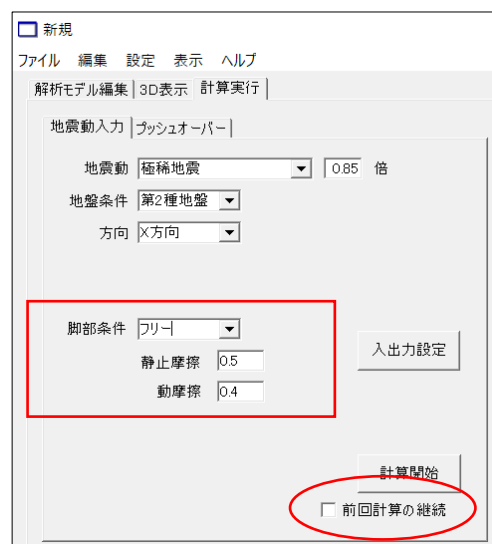 新規
ファイル 編集 設定 表示 ヘルプ
解析モデル編集 3D表示 計算実行
地震動入力 プッシュオーバー
地震動 極稀地震 0.85 倍
地盤条件 第2種地盤
方向 X方向
脚部条件 フリー
入出力設定
静止摩擦 0.5
動摩擦 0.4
計算開始
前回計算の継続